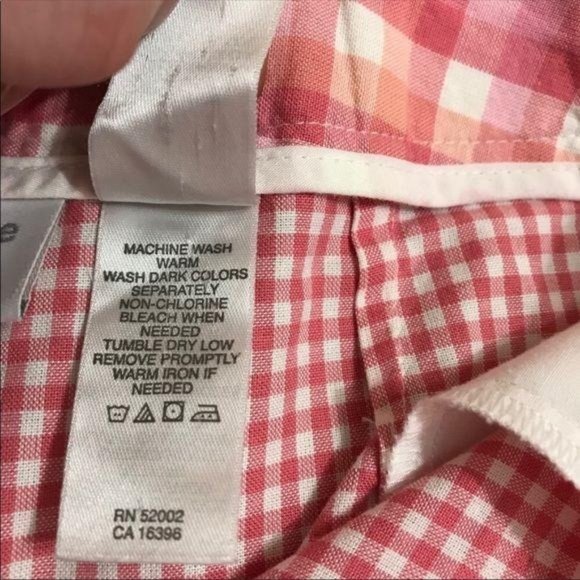 e
MACHINE WASH
WARM
WASH DARK COLORS
SEPARATELY
NON-CHLORINE
BLEACH WHEN
NEEDED
TUMBLE DRY LOW
REMOVE PROMPTLY
WARM IRON IF
NEEDED
RN 52002
CA 16396